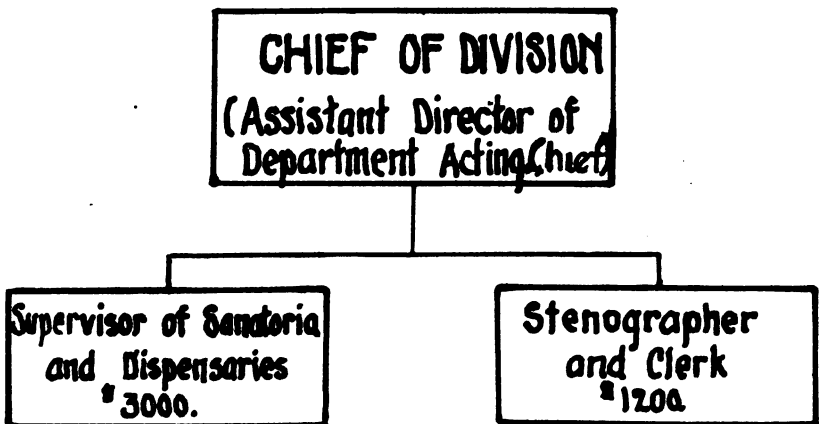 CHIEF OF DIVISION
(Assistant Director of
Department Acting Chief)
Supervisor of Sanatoria
and Dispensaries
$3000.
Stenographer
and Clerk
$1200